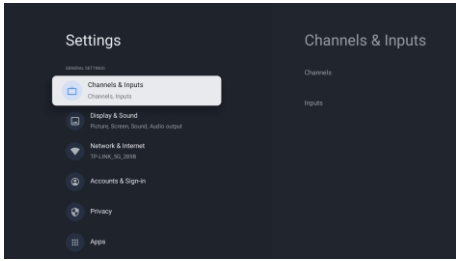 Settings
GENERAL SETTINGS
Channels & Inputs
Channels, Inputs
Display & Sound
Picture, Screen, Sound, Audio output
Network & Internet
TP-LINK_5G_289B
Accounts & Sign-in
Privacy
Apps
Channels & Inputs
Channels
Inputs